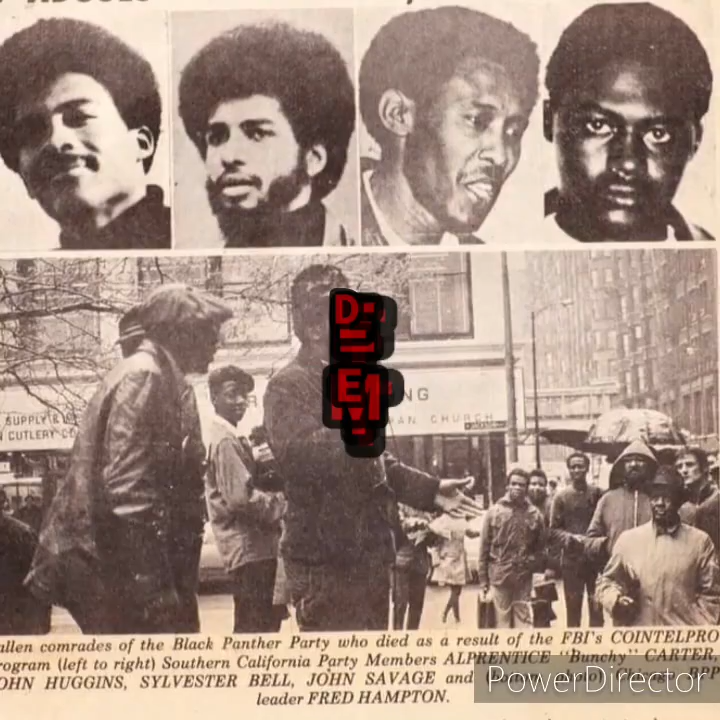 SUPPLY &
NG
N CUTLERY CO
PAN CHURCH
D
E
M
allen comrades of the Black Panther Party who died as a result of the FBI's COINTELPRO
rogram (left to right) Southern California Party Members ALPRENTICE "Bunchy" CARTER,
OHN HUGGINS, SYLVESTER BELL, JOHN SAVAGE and
PowerDirector
leader FRED HAMPTON.